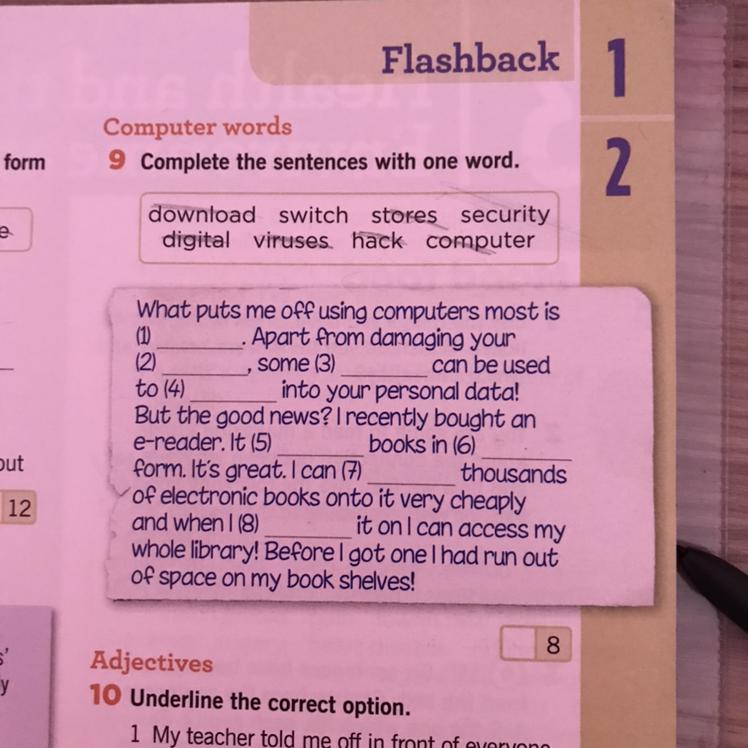 Flashback 1
2
Computer words
form
9 Complete the sentences with one word.
download switch stores security
digital viruses hack computer
What puts me off using computers most is
(1) ________. Apart from damaging your
(2) ________, some (3) ________ can be used
to (4) ________ into your personal data!
But the good news? I recently bought an
e-reader. It (5) ________ books in (6) ________
form. It's great. I can (7) ________ thousands
of electronic books onto it very cheaply
and when I (8) ________ it on I can access my
whole library! Before I got one I had run out
of space on my book shelves!
12
8
Adjectives
10 Underline the correct option.
1 My teacher told me off in front of everyone